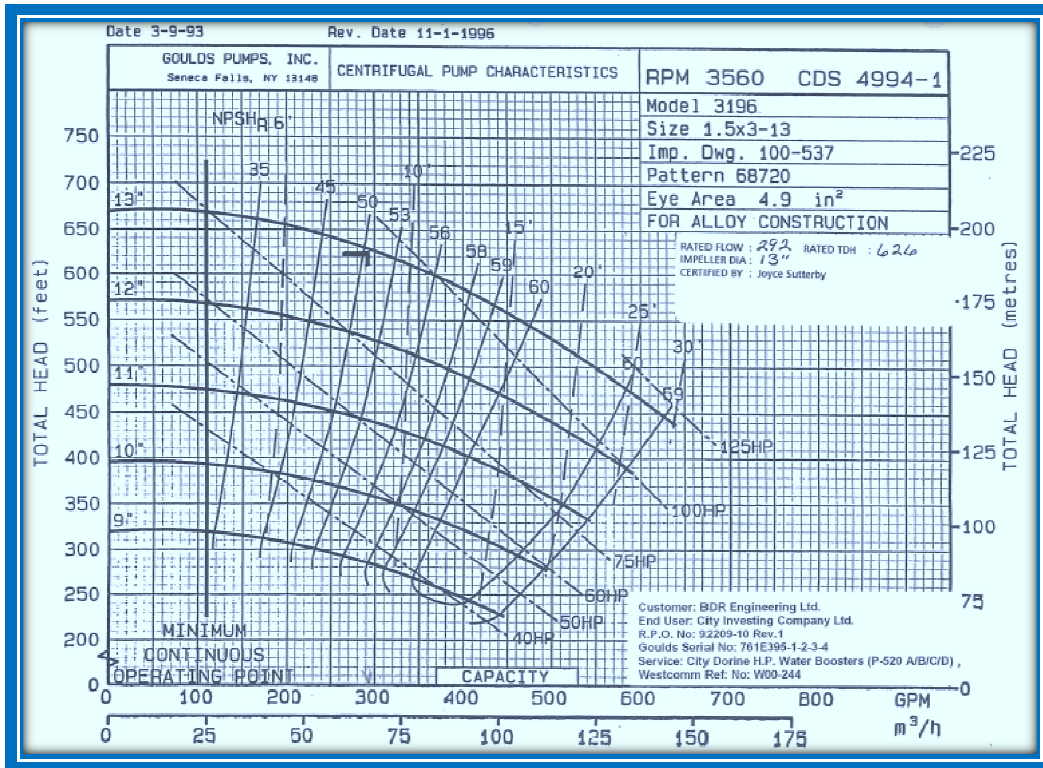 Date 3-9-93 Rev. Date 11-1-1996
GOULDS PUMPS, INC.
Seneca Falls, NY 13148
CENTRIFUGAL PUMP CHARACTERISTICS
RPM 3560 CDS 4994-1
Model 3196
Size 1.5x3-13
Imp. Dwg. 100-537
Pattern 68720
Eye Area 4.9 in²
FOR ALLOY CONSTRUCTION
RATED FLOW : 292 RATED TDH : 626
IMPELLER DIA : 13"
CERTIFIED BY : Joyce Sutterby
NPSHR 6'
10'
15'
20'
25'
30'
35
45
50
53
56
58
59
60
60
59
13"
12"
11"
10"
9"
125HP
100HP
75HP
60HP
50HP
40HP
TOTAL HEAD (feet)
750
700
650
600
550
500
450
400
350
300
250
200
0
TOTAL HEAD (metres)
225
200
175
150
125
100
75
0
MINIMUM
CONTINUOUS
OPERATING POINT
CAPACITY
Customer: BDR Engineering Ltd.
End User: City Investing Company Ltd.
R.P.O. No: 92209-10 Rev.1
Goulds Serial No: 761E395-1-2-3-4
Service: City Dorine H.P. Water Boosters (P-520 A/B/C/D) ,
Westcomm Ref: No: W00-244
0 100 200 300 400 500 600 700 800 GPM
0 25 50 75 100 125 150 175 m³/h